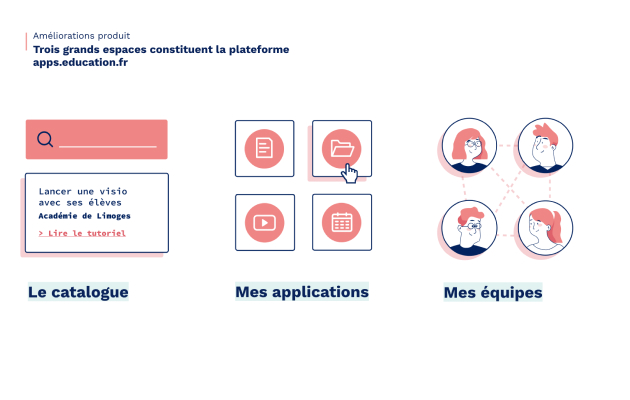 Améliorations produit
Trois grands espaces constituent la plateforme
apps.education.fr
Lancer une visio
avec ses élèves
Académie de Limoges
> Lire le tutoriel
Le catalogue
Mes applications
Mes équipes